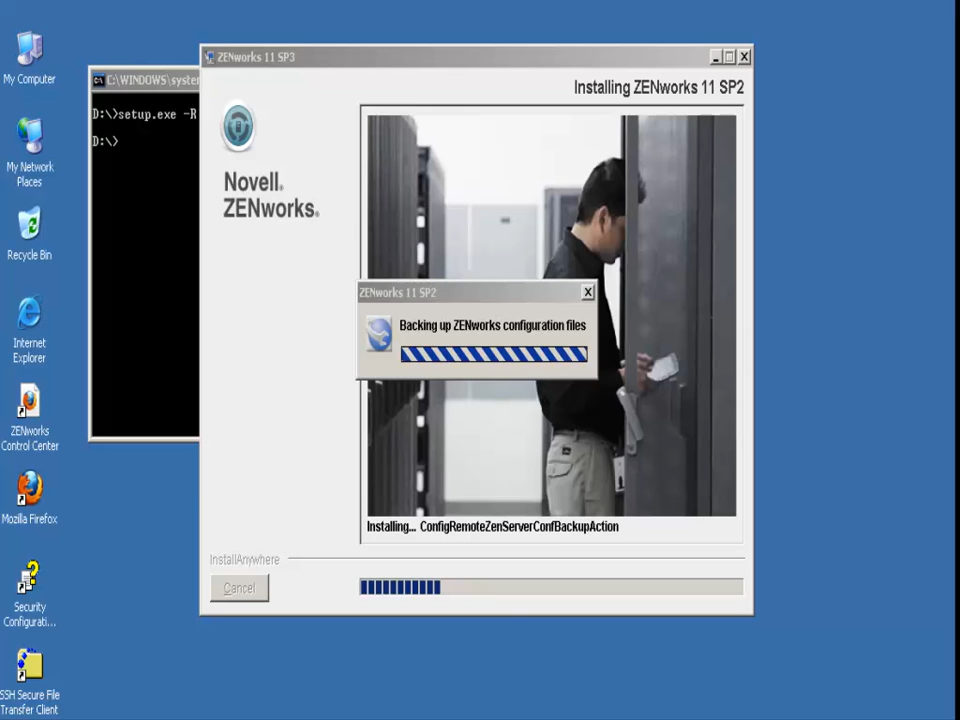 My Computer
My Network
Places
Recycle Bin
Internet
Explorer
ZENworks
Control Center
Mozilla Firefox
Security
Configurati...
SSH Secure File
Transfer Client
C:\WINDOWS\system
D:\>setup.exe -R
D:\>
ZENworks 11 SP3
Installing ZENworks 11 SP2
Novell®
ZENworks®
ZENworks 11 SP2
Backing up ZENworks configuration files
Installing... ConfigRemoteZenServerConfBackupAction
InstallAnywhere
Cancel